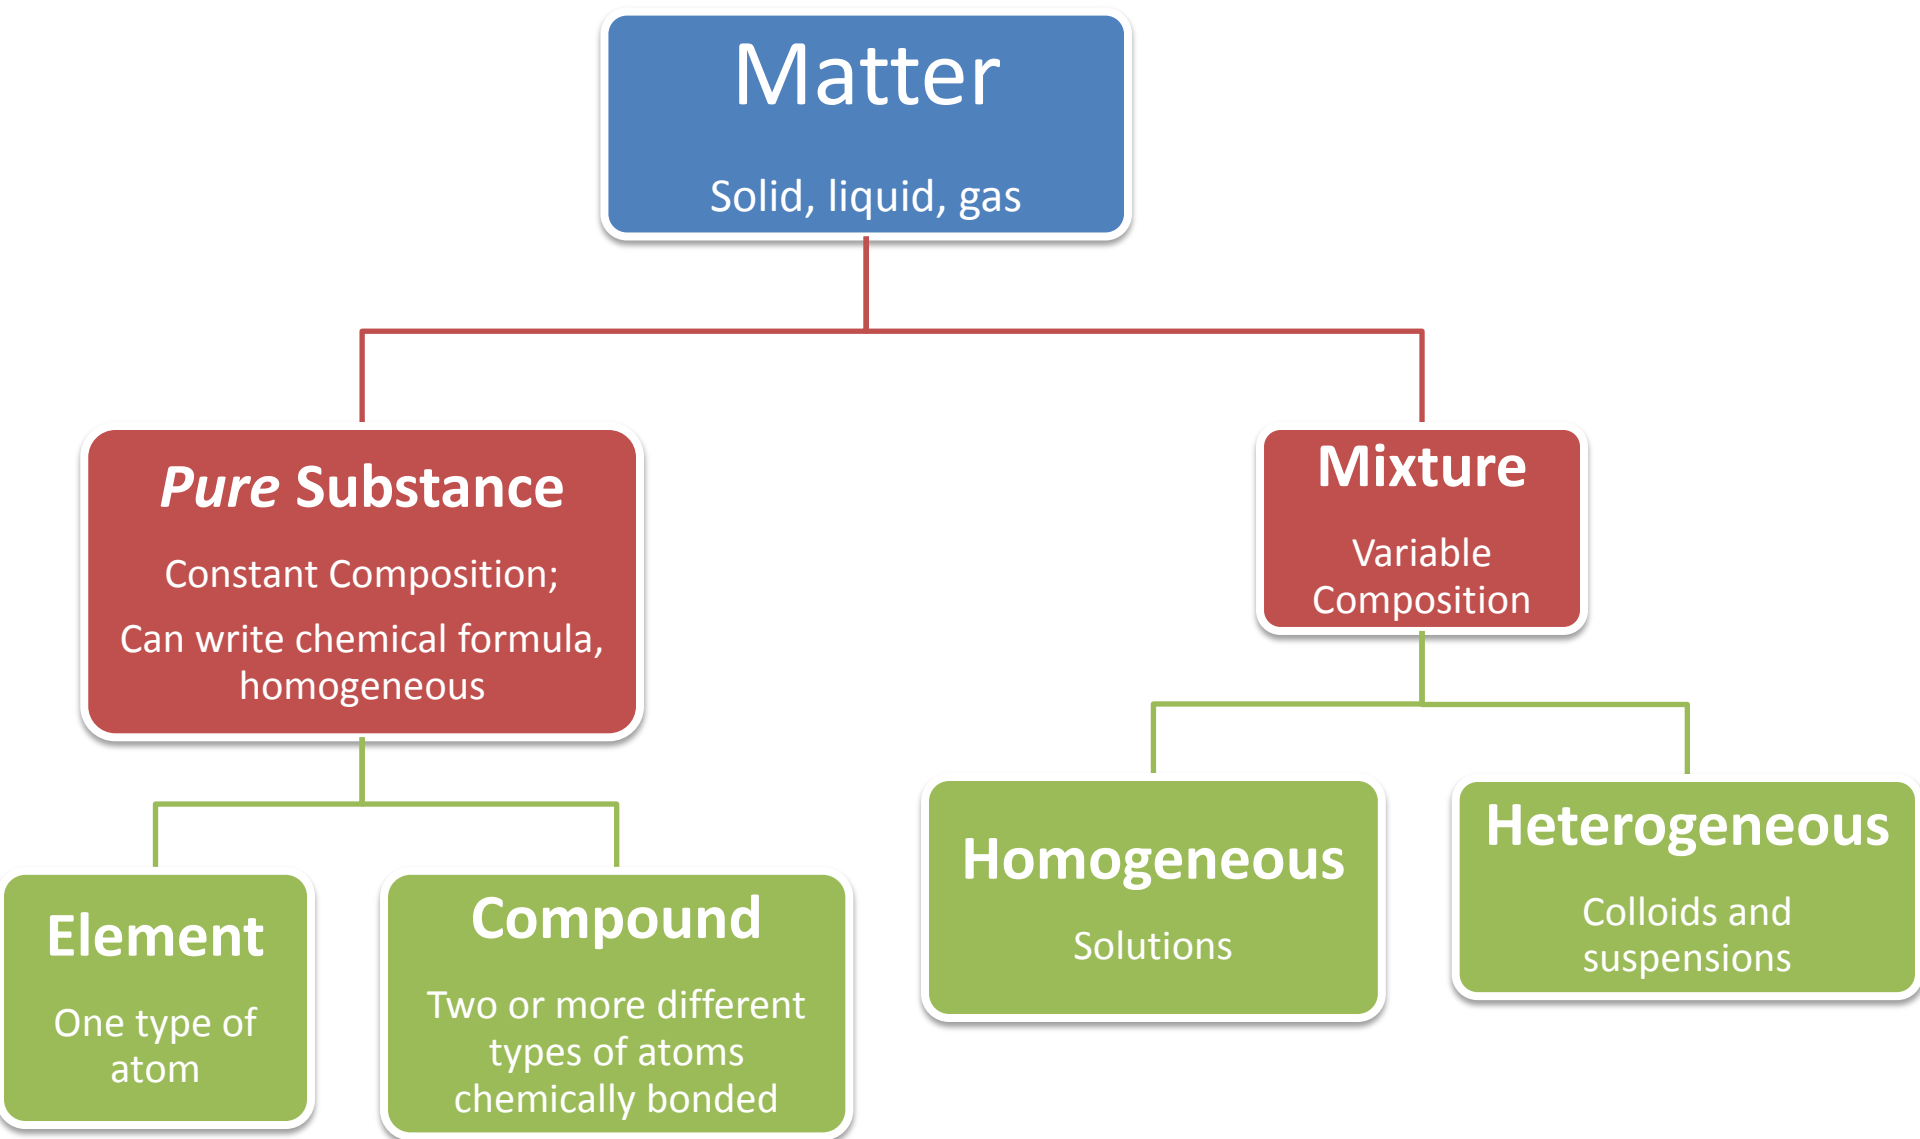 Matter
Solid, liquid, gas
Pure Substance
Constant Composition;
Can write chemical formula,
homogeneous
Mixture
Variable
Composition
Element
One type of
atom
Compound
Two or more different
types of atoms
chemically bonded
Homogeneous
Solutions
Heterogeneous
Colloids and
suspensions